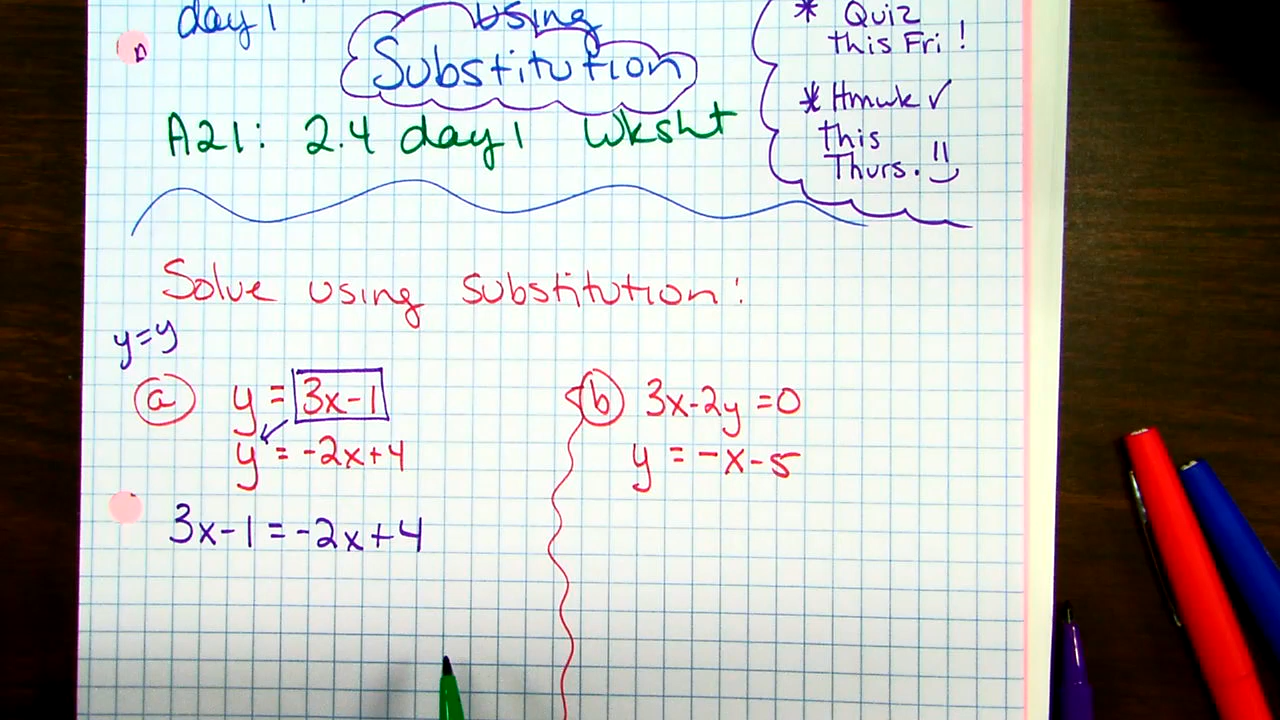 day 1
Using
Substitution
A21: 2.4 day 1 Wksht
* Quiz
this Fri !
* Hmwk ✓
this
Thurs.
Solve using substitution:
y=y
a y = 3x-1
y = -2x+4
3x-1 = -2x+4
b 3x-2y=0
y = -x-5